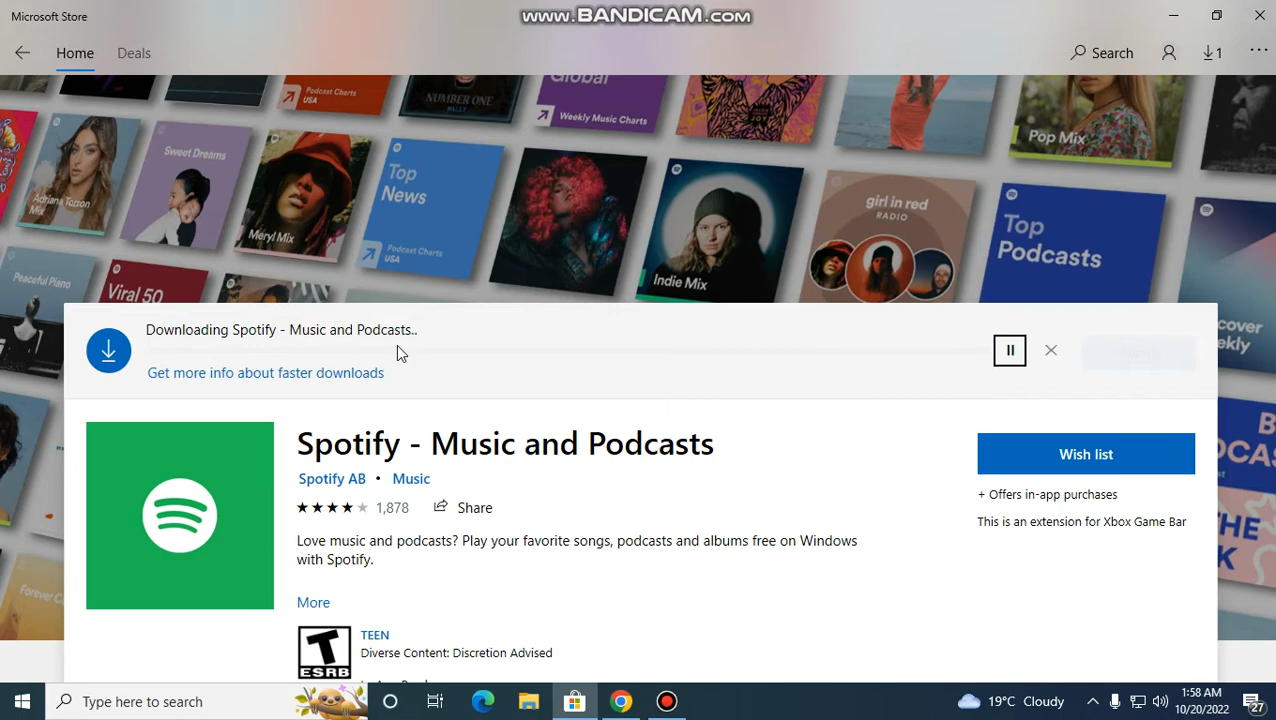 Microsoft Store
WWW.BANDICAM.COM
Home
Deals
Search
1
Podcast Charts
USA
NUMBER ONE
Global
Weekly Music Charts
JOY
Pop Mix
Adriana Torson
Mix
Sweet Dreams
Meryl Mix
Top
News
Podcast Charts
USA
Indie Mix
girl in red
RADIO
Top
Podcasts
Peaceful Piano
Viral 50
Downloading Spotify - Music and Podcasts..
Get more info about faster downloads
Spotify - Music and Podcasts
Spotify AB • Music
1,878
Share
Love music and podcasts? Play your favorite songs, podcasts and albums free on Windows
with Spotify.
More
Wish list
+ Offers in-app purchases
This is an extension for Xbox Game Bar
T
ESRB
TEEN
Diverse Content: Discretion Advised
Type here to search
19°C Cloudy
1:58 AM
10/20/2022
27